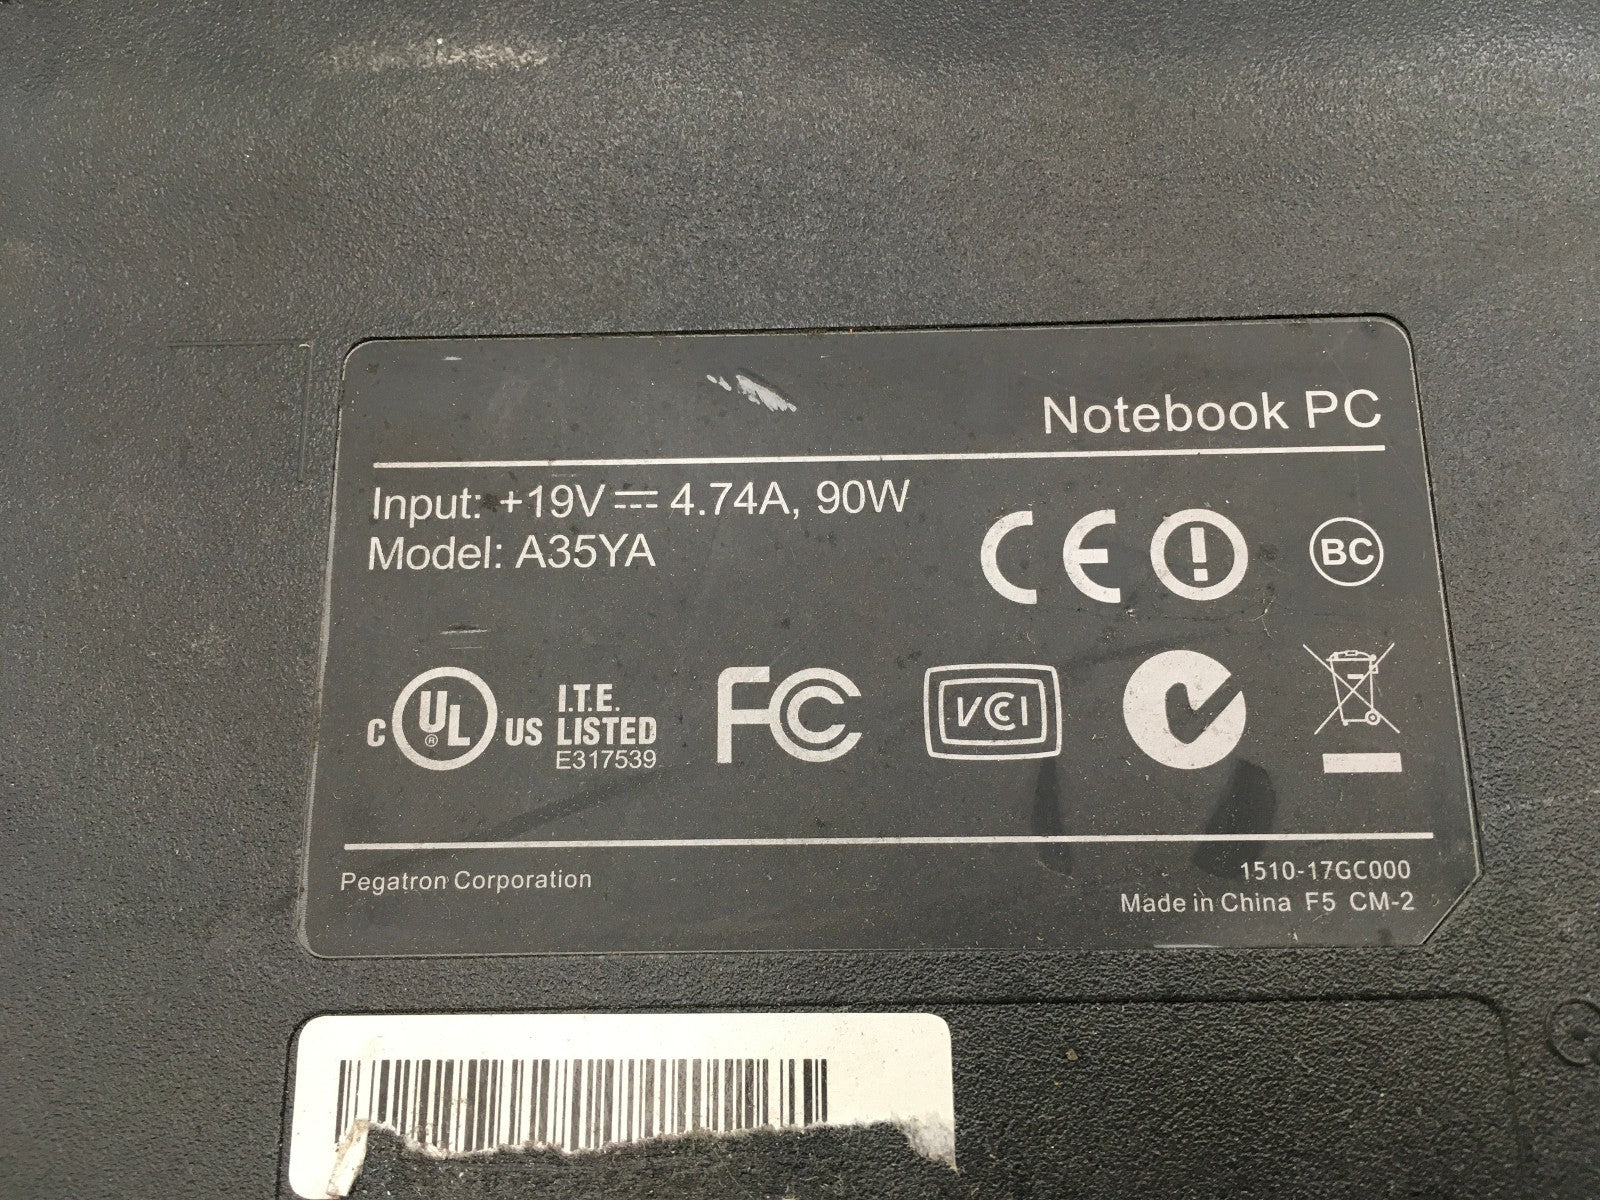 Notebook PC
Input: +19V⎓ 4.74A, 90W
Model: A35YA
CE
BC
C UL ® US I.T.E.
LISTED
E317539
FC
VCCI
Pegatron Corporation
1510-17GC000
Made in China F5 CM-2